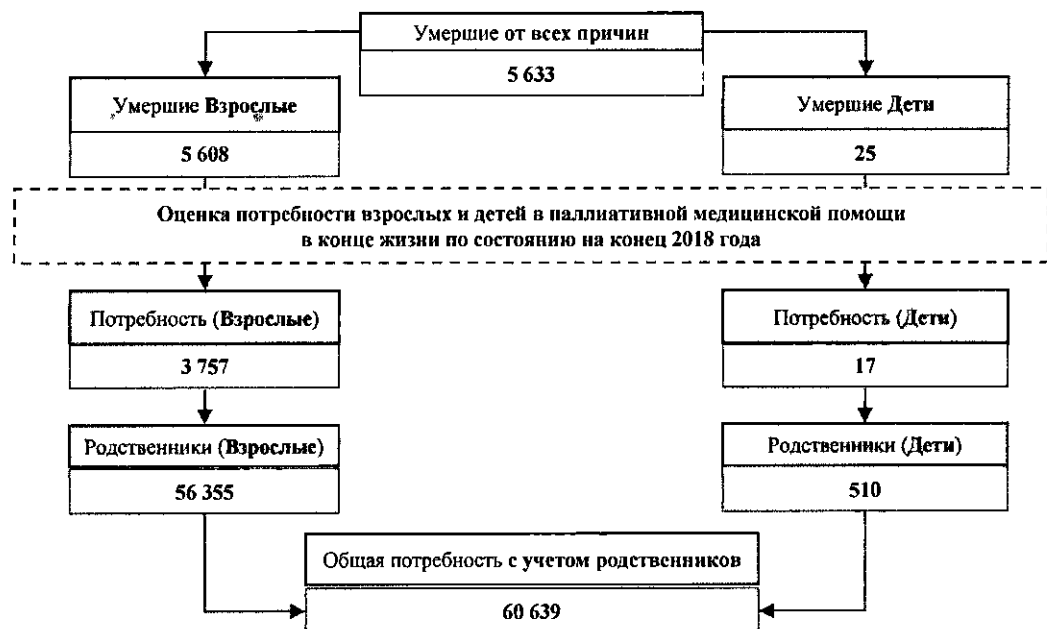 Умершие от всех причин
5 633
Умершие Взрослые
5 608
Умершие Дети
25
Оценка потребности взрослых и детей в паллиативной медицинской помощи
в конце жизни по состоянию на конец 2018 года
Потребность (Взрослые)
3 757
Потребность (Дети)
17
Родственники (Взрослые)
56 355
Родственники (Дети)
510
Общая потребность с учетом родственников
60 639